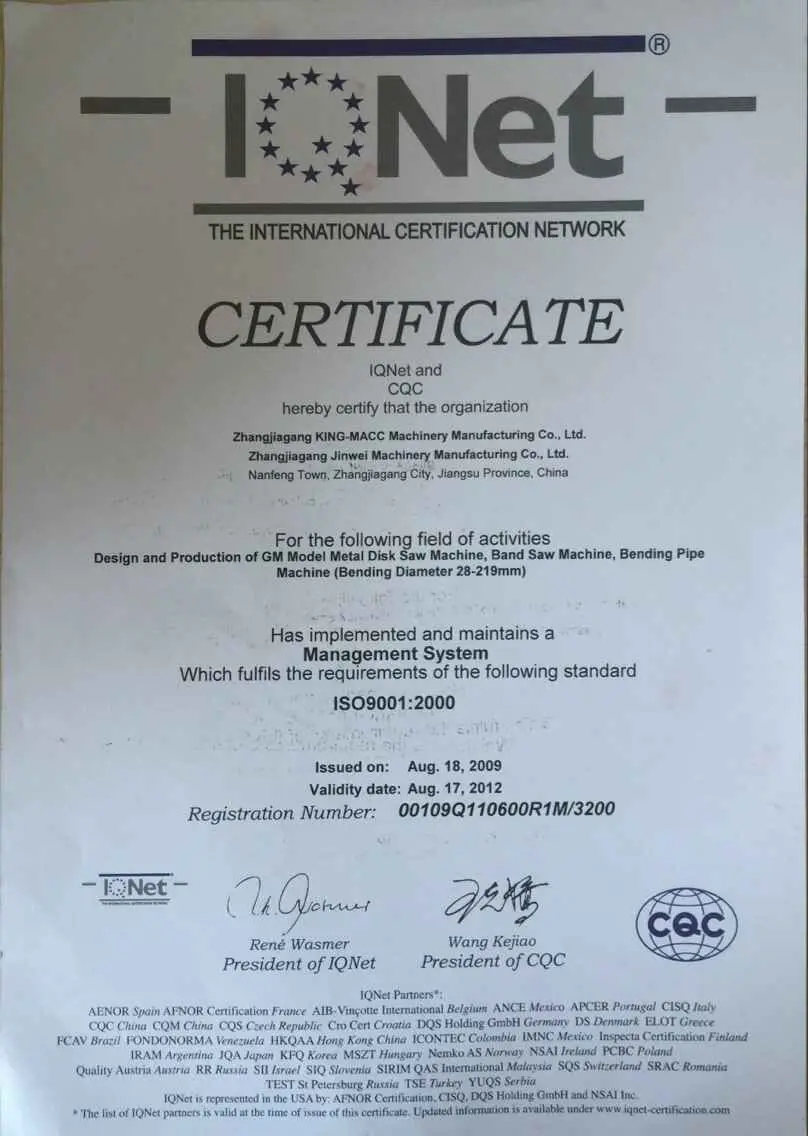 IQNet ®
THE INTERNATIONAL CERTIFICATION NETWORK
CERTIFICATE
IQNet and
CQC
hereby certify that the organization
Zhangjiagang KING-MACC Machinery Manufacturing Co., Ltd.
Zhangjiagang Jinwei Machinery Manufacturing Co., Ltd.
Nanfeng Town, Zhangjiagang City, Jiangsu Province, China
For the following field of activities
Design and Production of GM Model Metal Disk Saw Machine, Band Saw Machine, Bending Pipe
Machine (Bending Diameter 28-219mm)
Has implemented and maintains a
Management System
Which fulfils the requirements of the following standard
ISO9001:2000
Issued on: Aug. 18, 2009
Validity date: Aug. 17, 2012
Registration Number: 00109Q110600R1M/3200
IQNet
CQC
René Wasmer Wang Kejiao
President of IQNet President of CQC
IQNet Partners*:
AENOR Spain AFNOR Certification France AIB-Vinçotte International Belgium ANCE Mexico APCER Portugal CISQ Italy
CQC China CQM China CQS Czech Republic Cro Cert Croatia DQS Holding GmbH Germany DS Denmark ELOT Greece
FCAV Brazil FONDONORMA Venezuela HKQAA Hong Kong China ICONTEC Colombia IMNC Mexico Inspecta Certification Finland
IRAM Argentina JQA Japan KFQ Korea MSZT Hungary Nemko AS Norway NSAI Ireland PCBC Poland
Quality Austria Austria RR Russia SII Israel SIQ Slovenia SIRIM QAS International Malaysia SQS Switzerland SRAC Romania
TEST St Petersburg Russia TSE Turkey YUQS Serbia
IQNet is represented in the USA by: AFNOR Certification, CISQ, DQS Holding GmbH and NSAI Inc.
* The list of IQNet partners is valid at the time of issue of this certificate. Updated information is available under www.iqnet-certification.com